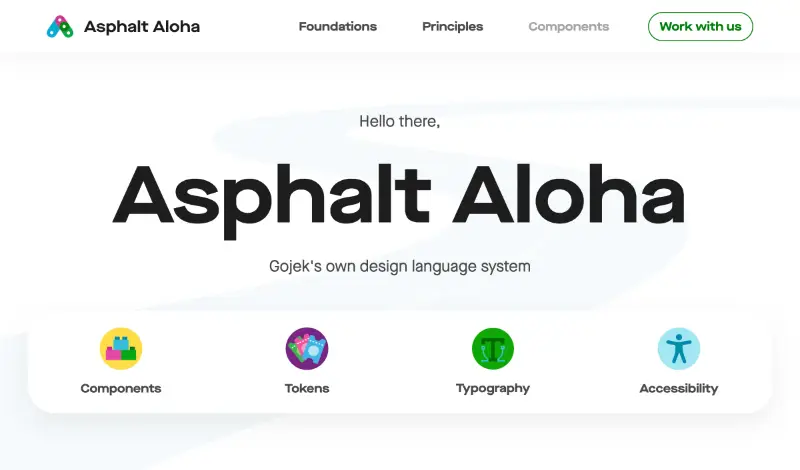 Asphalt Aloha
Foundations
Principles
Components
Work with us
Hello there,
Asphalt Aloha
Gojek's own design language system
Components
Tokens
Typography
Accessibility